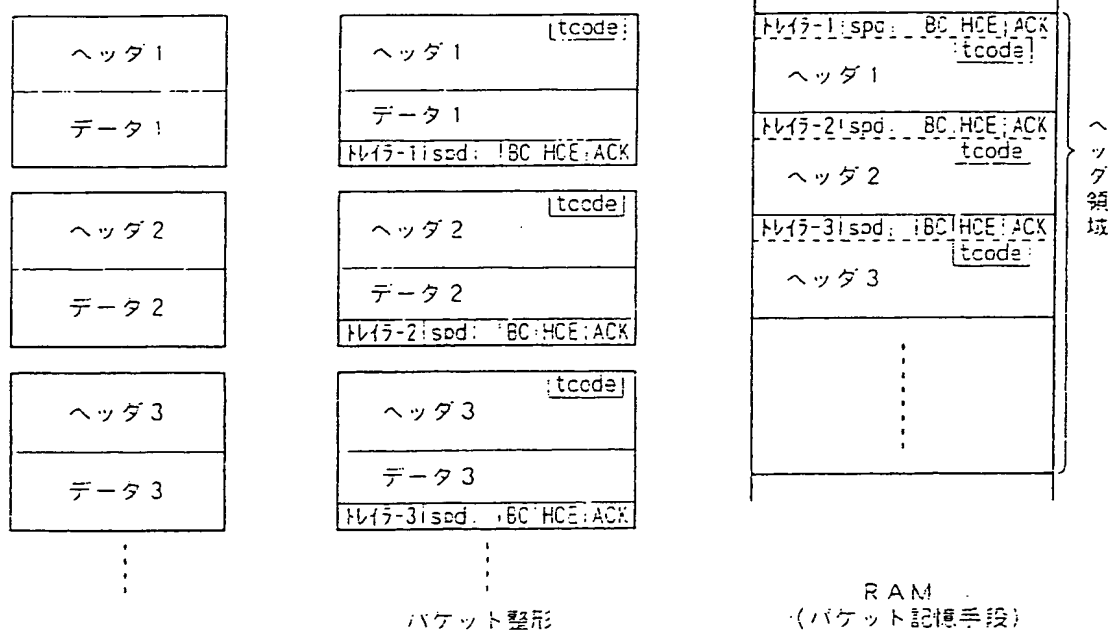 ヘッダ1
データ1
ヘッダ2
データ2
ヘッダ3
データ3
tcode
ヘッダ1
データ1
トレイラ-1 spd BC HCE ACK
tcode
ヘッダ2
データ2
トレイラ-2 spd BC HCE ACK
tcode
ヘッダ3
データ3
トレイラ-3 spd BC HCE ACK
パケット整形
トレイラ-1 spd BC HCE ACK
tcode
ヘッダ1
トレイラ-2 spd BC HCE ACK
tcode
ヘッダ2
トレイラ-3 spd BC HCE ACK
tcode
ヘッダ3
ヘッダ領域
RAM
(パケット記憶手段)